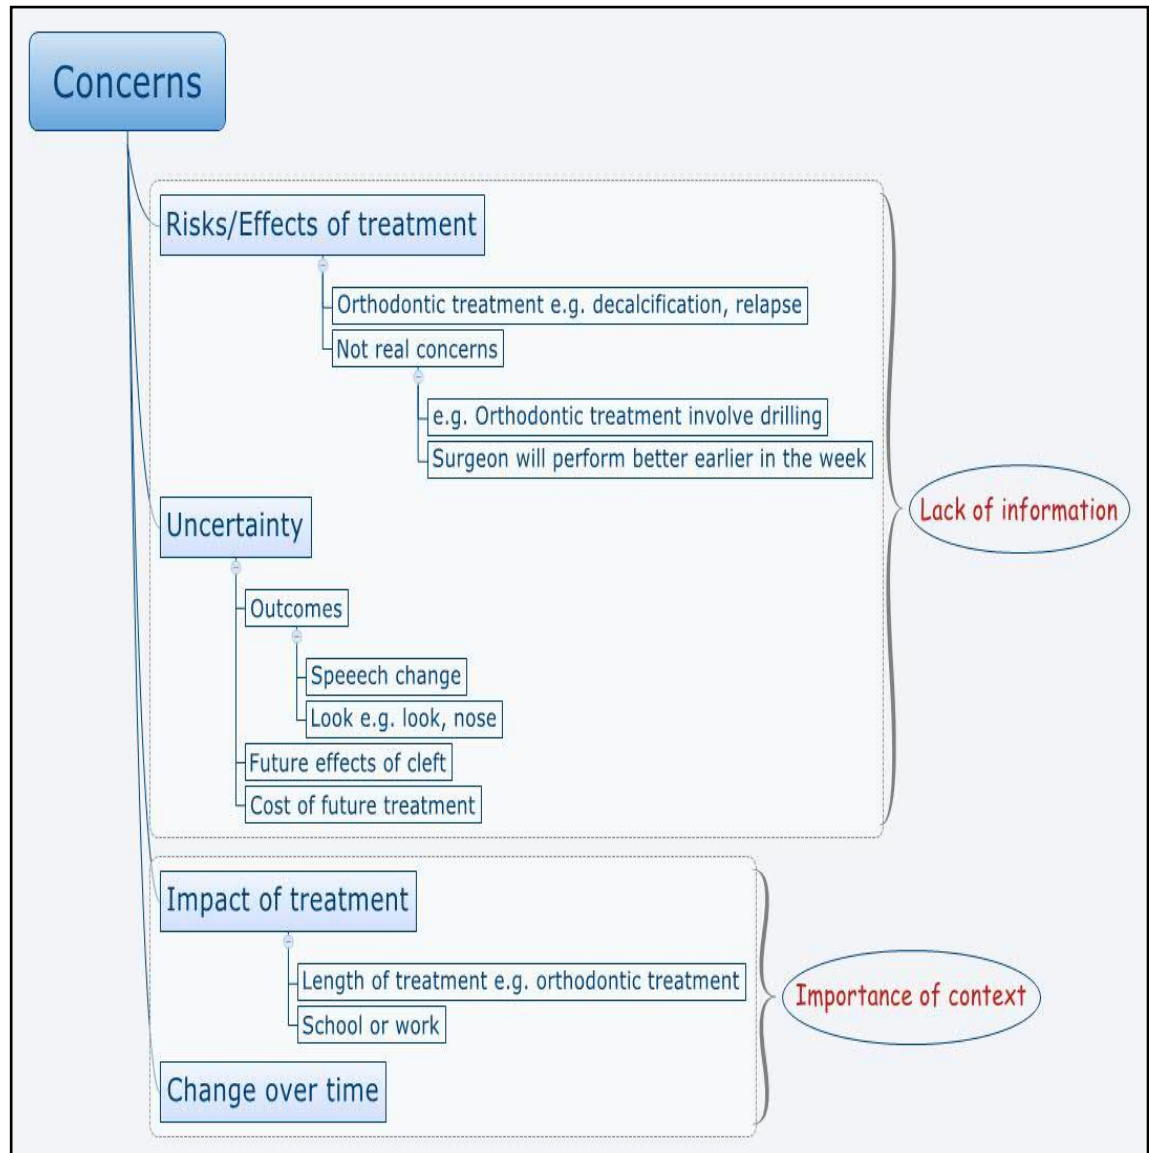 Concerns
Risks/Effects of treatment
Orthodontic treatment e.g. decalcification, relapse
Not real concerns
e.g. Orthodontic treatment involve drilling
Surgeon will perform better earlier in the week
Lack of information
Uncertainty
Outcomes
Speeech change
Look e.g. look, nose
Future effects of cleft
Cost of future treatment
Impact of treatment
Length of treatment e.g. orthodontic treatment
School or work
Importance of context
Change over time